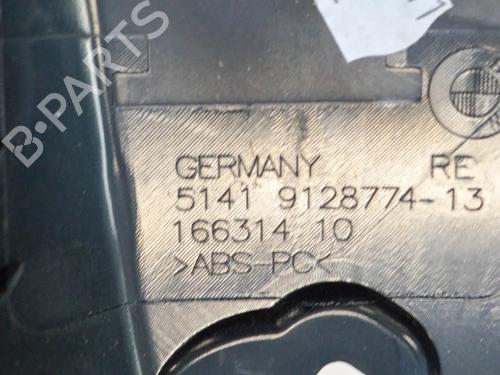 B-PARTS
GERMANY RE
5141 9128774-13
166314 10
>ABS-PC<